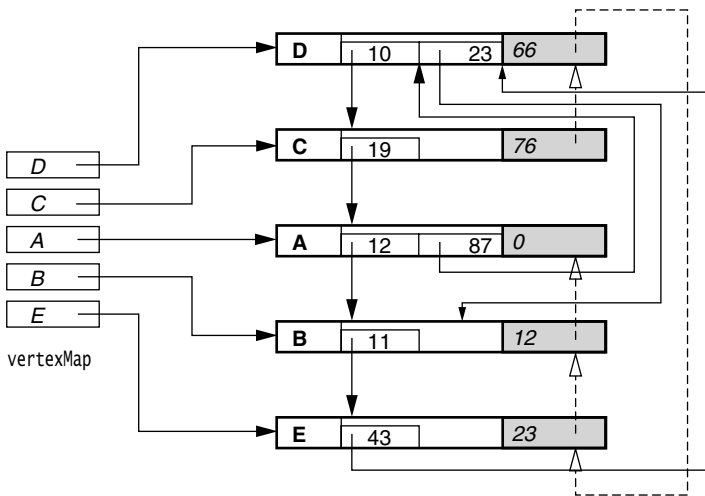 D 10 23 66
C 19 76
D
C
A
B
E
vertexMap
A 12 87 0
B 11 12
E 43 23